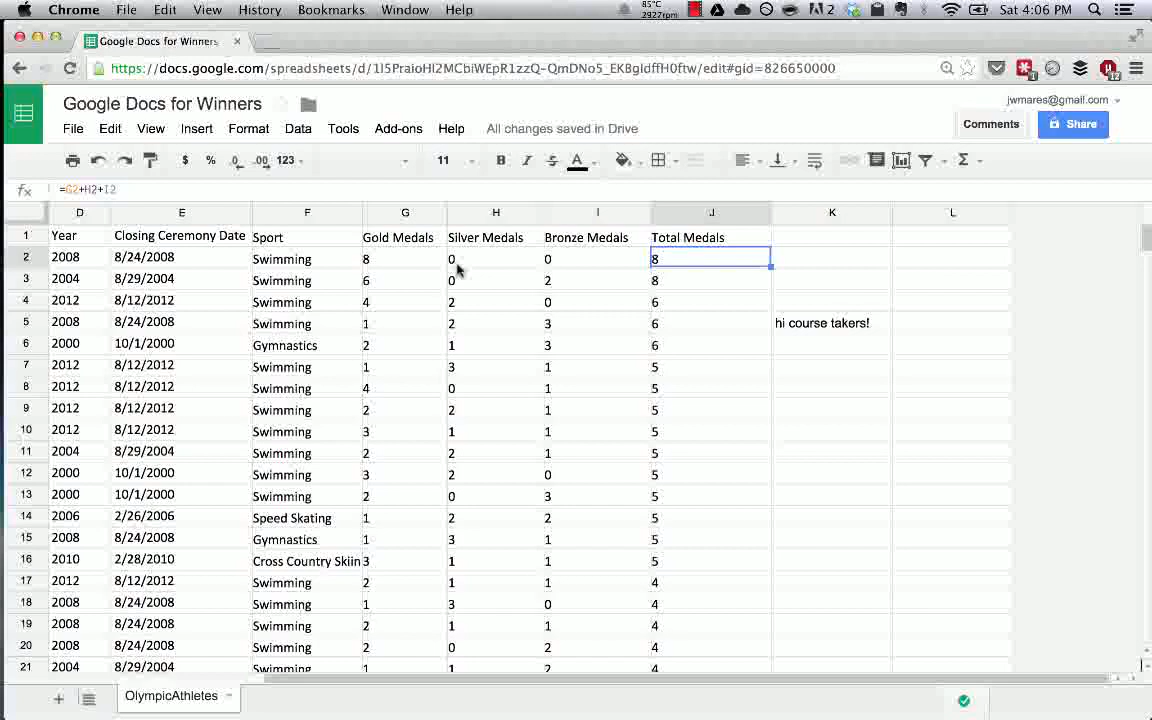 Chrome File Edit View History Bookmarks Window Help 85°C 2927rpm 2 Sat 4:06 PM
Google Docs for Winners
Google Docs for Winners
File Edit View Insert Format Data Tools Add-ons Help All changes saved in Drive
jwmares@gmail.com
Comments Share
$ % .0 .00 123 11 B I S A Σ
fx =G2+H2+I2
D E F G H I J K L
1 Year Closing Ceremony Date Sport Gold Medals Silver Medals Bronze Medals Total Medals
2 2008 8/24/2008 Swimming 8 0 0 8
3 2004 8/29/2004 Swimming 6 0 2 8
4 2012 8/12/2012 Swimming 4 2 0 6
5 2008 8/24/2008 Swimming 1 2 3 6 hi course takers!
6 2000 10/1/2000 Gymnastics 2 1 3 6
7 2012 8/12/2012 Swimming 1 3 1 5
8 2012 8/12/2012 Swimming 4 0 1 5
9 2012 8/12/2012 Swimming 2 2 1 5
10 2012 8/12/2012 Swimming 3 1 1 5
11 2004 8/29/2004 Swimming 2 2 1 5
12 2000 10/1/2000 Swimming 3 2 0 5
13 2000 10/1/2000 Swimming 2 0 3 5
14 2006 2/26/2006 Speed Skating 1 2 2 5
15 2008 8/24/2008 Gymnastics 1 3 1 5
16 2010 2/28/2010 Cross Country Skiin 3 1 1 5
17 2012 8/12/2012 Swimming 2 1 1 4
18 2008 8/24/2008 Swimming 1 3 0 4
19 2008 8/24/2008 Swimming 2 1 1 4
20 2008 8/24/2008 Swimming 2 0 2 4
21 2004 8/29/2004 Swimming 1 1 2 4
OlympicAthletes